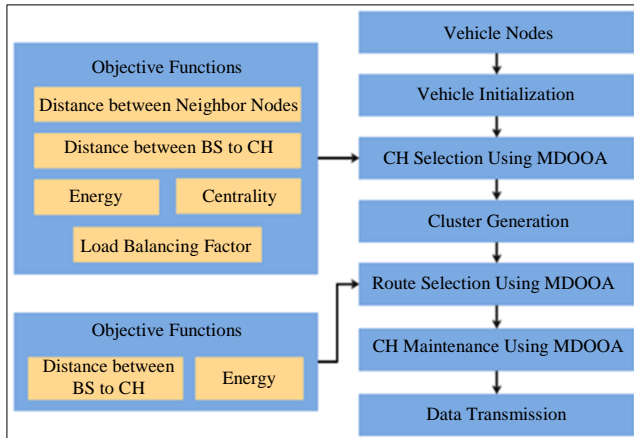 Objective Functions
Distance between Neighbor Nodes
Distance between BS to CH
Energy
Centrality
Load Balancing Factor
Objective Functions
Distance between
BS to CH
Energy
Vehicle Nodes
Vehicle Initialization
CH Selection Using MDOOA
Cluster Generation
Route Selection Using MDOOA
CH Maintenance Using MDOOA
Data Transmission